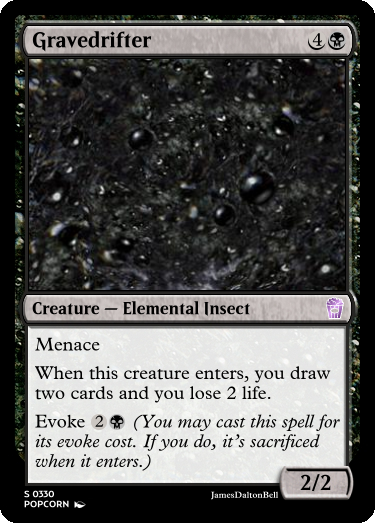 Gravedrifter 4
Creature — Elemental Insect
Menace
When this creature enters, you draw
two cards and you lose 2 life.
Evoke 2 (You may cast this spell for
its evoke cost. If you do, it's sacrificed
when it enters.)
2/2
S 0330
POPCORN JamesDaltonBell